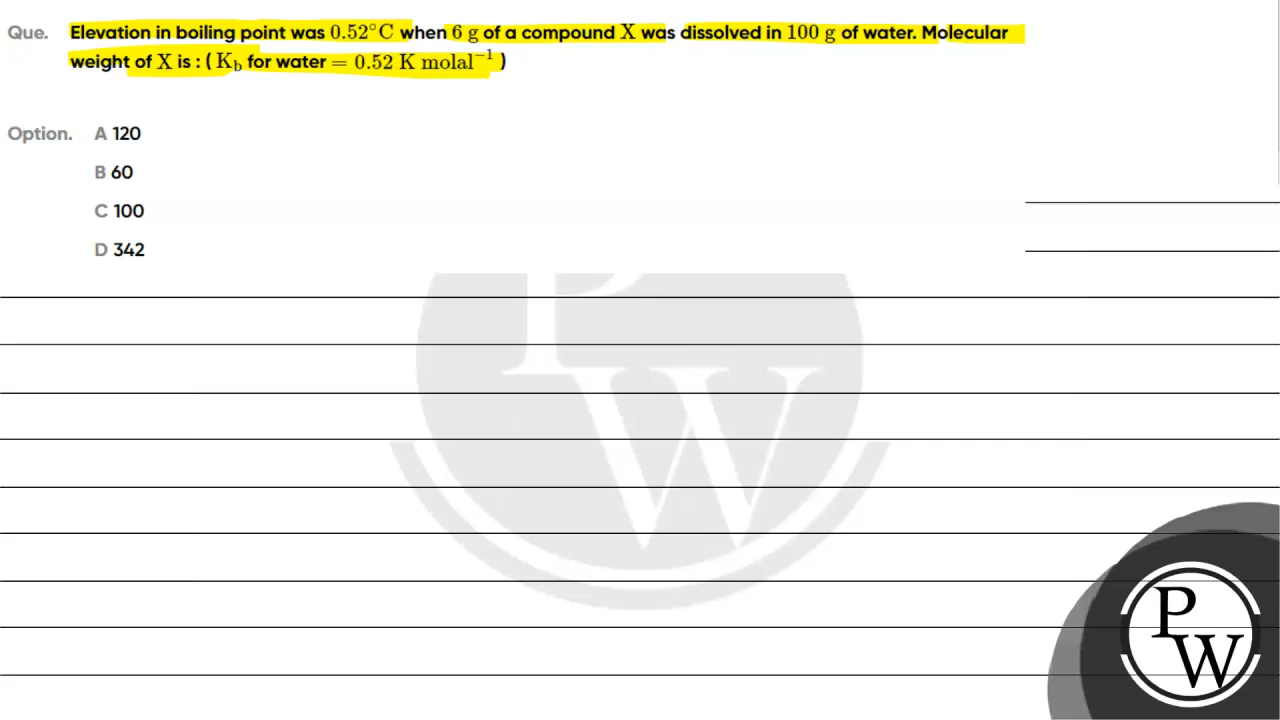 Que. Elevation in boiling point was 0.52°C when 6 g of a compound X was dissolved in 100 g of water. Molecular
weight of X is : ( K_b for water = 0.52 K molal⁻¹ )
Option. A 120
B 60
C 100
D 342
PW
PW